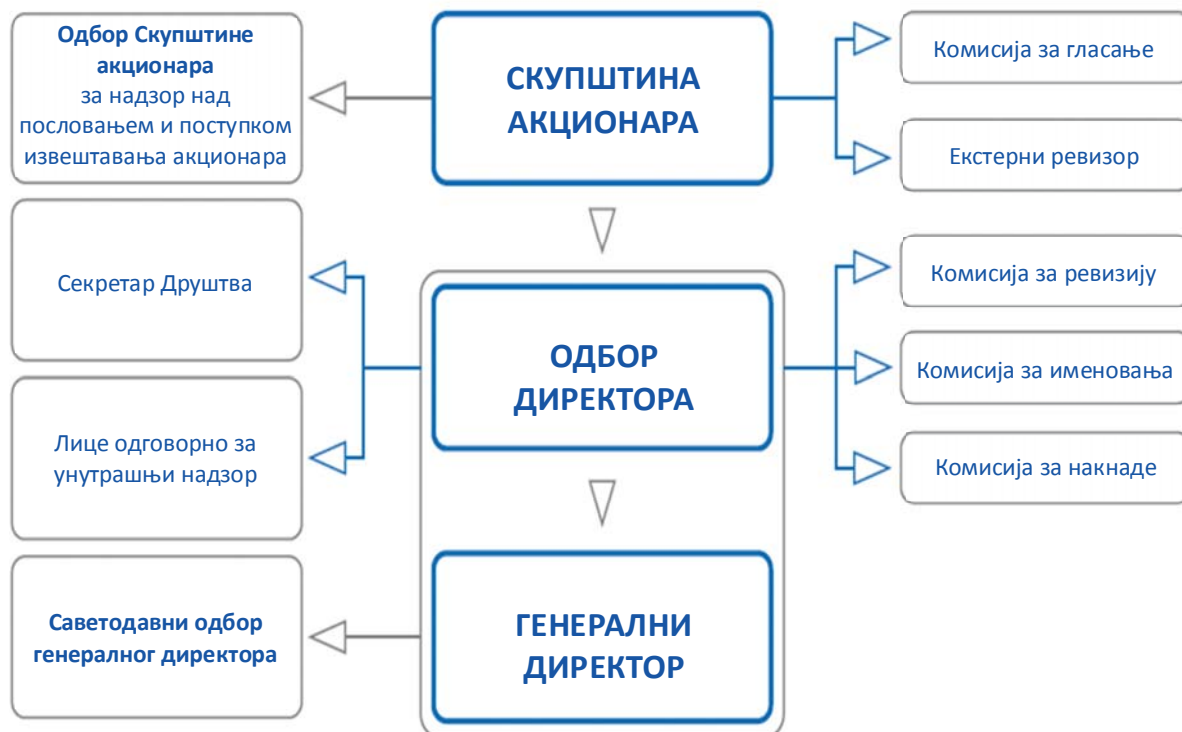 Одбор Скупштине
акционара
за надзор над
пословањем и поступком
извештавања акционара
СКУПШТИНА
АКЦИОНАРА
Комисија за гласање
Екстерни ревизор
Секретар Друштва
Лице одговорно за
унутрашњи надзор
ОДБОР
ДИРЕКТОРА
Комисија за ревизију
Комисија за именовања
Комисија за накнаде
Саветодавни одбор
генералног директора
ГЕНЕРАЛНИ
ДИРЕКТОР